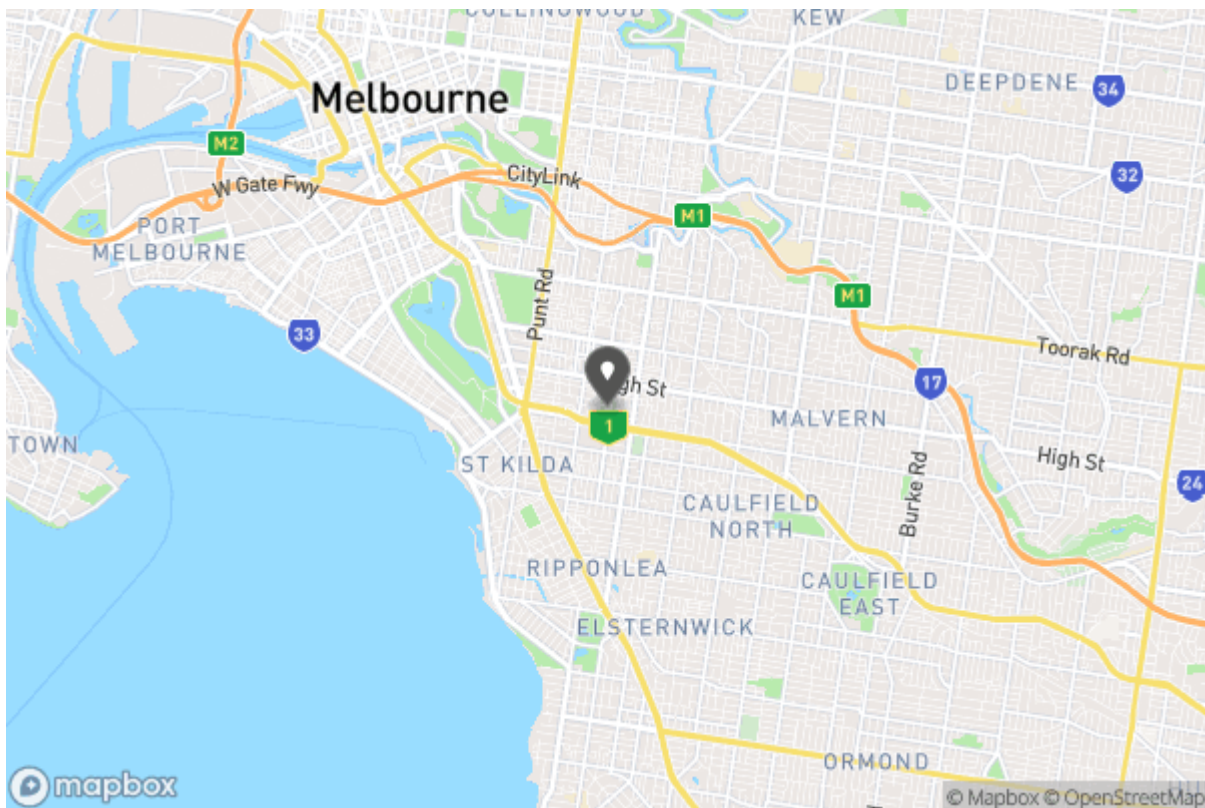 COLLINGWOOD
KEW
DEEPDENE
34
Melbourne
M2
CityLink
32
W Gate Fwy
M1
PORT
MELBOURNE
M1
Punt Rd
33
Toorak Rd
17
gh St
1
MALVERN
TOWN
ST KILDA
High St
24
Burke Rd
CAULFIELD
NORTH
RIPPONLEA
CAULFIELD
EAST
ELSTERNWICK
ORMOND
mapbox
© Mapbox © OpenStreetMap